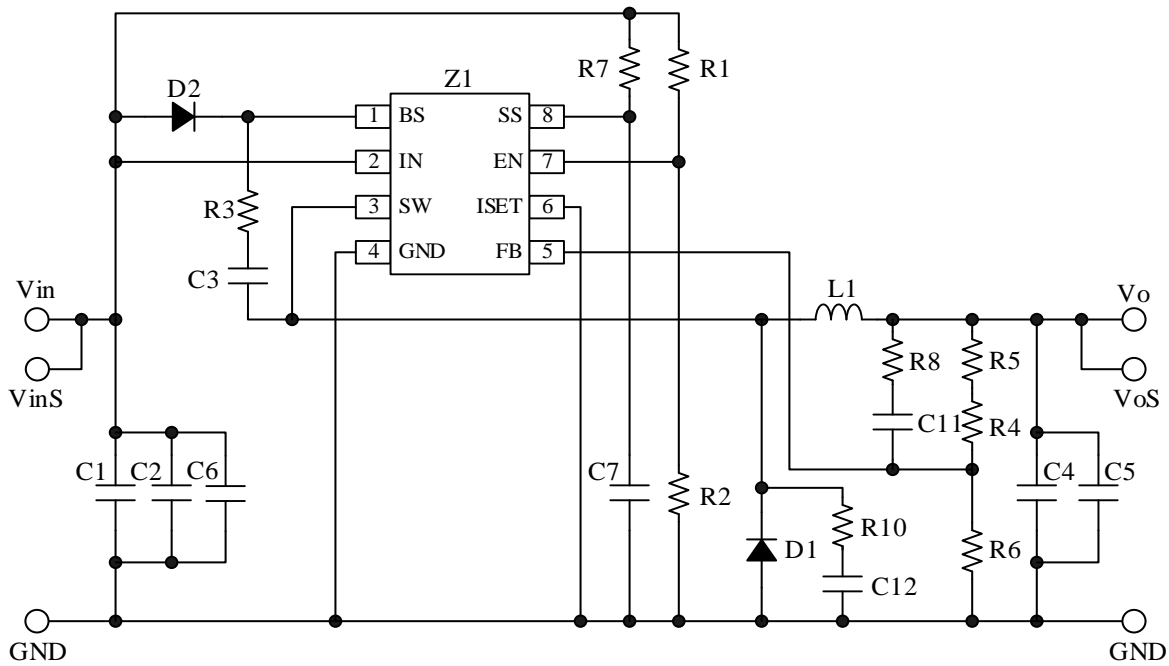 R7
R1
D2
Z1
1
BS
SS
8
2
IN
EN
7
R3
3
SW
ISET
6
4
GND
FB
5
C3
Vin
L1
Vo
VinS
R8
R5
VoS
C11
R4
C1
C2
C6
C7
R2
C4
C5
R10
D1
R6
C12
GND
GND